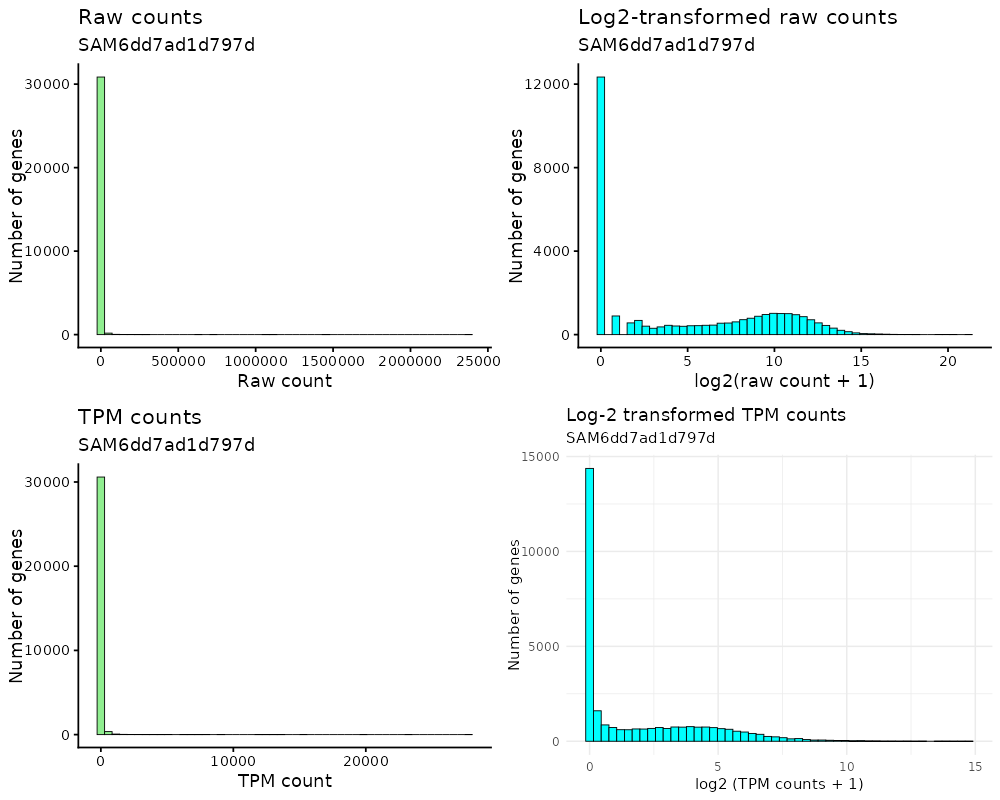 Raw counts
SAM6dd7ad1d797d
Number of genes
30000
20000
10000
0
0 500000 1000000 1500000 2000000 25000
Raw count
Log2-transformed raw counts
SAM6dd7ad1d797d
Number of genes
12000
8000
4000
0
0 5 10 15 20
log2(raw count + 1)
TPM counts
SAM6dd7ad1d797d
Number of genes
30000
20000
10000
0
0 10000 20000
TPM count
Log-2 transformed TPM counts
SAM6dd7ad1d797d
Number of genes
15000
10000
5000
0
0 5 10 15
log2 (TPM counts + 1)